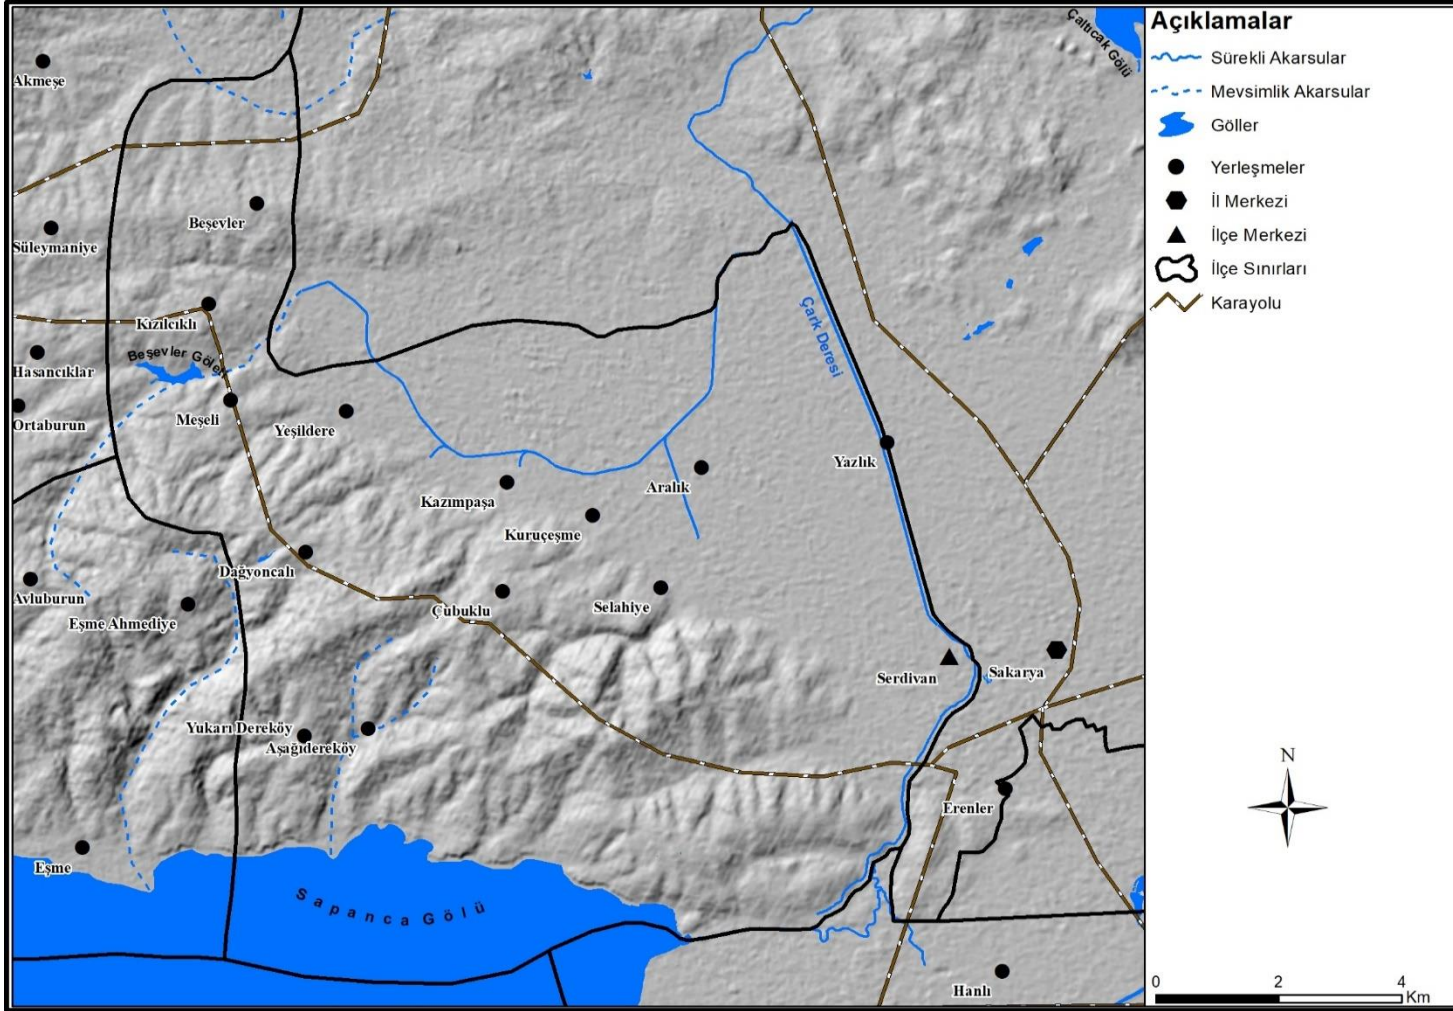 Açıklamalar
Sürekli Akarsular
Mevsimlik Akarsular
Göller
Yerleşmeler
İl Merkezi
İlçe Merkezi
İlçe Sınırları
Karayolu
N
0 2 4
Km
Çaltıcak Gölü
Akmeşe
Beşevler
Süleymaniye
Kızılcıklı
Çark Deresi
Beşevler Göleti
Hasancıklar
Meşeli
Ortaburun
Yeşildere
Yazlık
Aralık
Kazımpaşa
Kuruçeşme
Dağyoncalı
Avluburun
Eşme Ahmediye
Çubuklu
Selahiye
Serdivan
Sakarya
Yukarı Dereköy
Aşağıdereköy
Erenler
Eşme
Sapanca Gölü
Hanlı